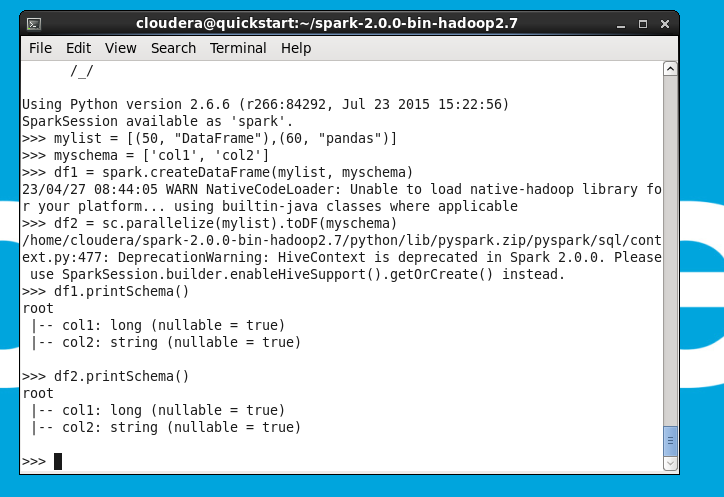 cloudera@quickstart:~/spark-2.0.0-bin-hadoop2.7
File Edit View Search Terminal Help
/_/
Using Python version 2.6.6 (r266:84292, Jul 23 2015 15:22:56)
SparkSession available as 'spark'.
>>> mylist = [(50, "DataFrame"),(60, "pandas")]
>>> myschema = ['col1', 'col2']
>>> df1 = spark.createDataFrame(mylist, myschema)
23/04/27 08:44:05 WARN NativeCodeLoader: Unable to load native-hadoop library fo
r your platform... using builtin-java classes where applicable
>>> df2 = sc.parallelize(mylist).toDF(myschema)
/home/cloudera/spark-2.0.0-bin-hadoop2.7/python/lib/pyspark.zip/pyspark/sql/cont
ext.py:477: DeprecationWarning: HiveContext is deprecated in Spark 2.0.0. Please
 use SparkSession.builder.enableHiveSupport().getOrCreate() instead.
>>> df1.printSchema()
root
 |-- col1: long (nullable = true)
 |-- col2: string (nullable = true)
>>> df2.printSchema()
root
 |-- col1: long (nullable = true)
 |-- col2: string (nullable = true)
>>>